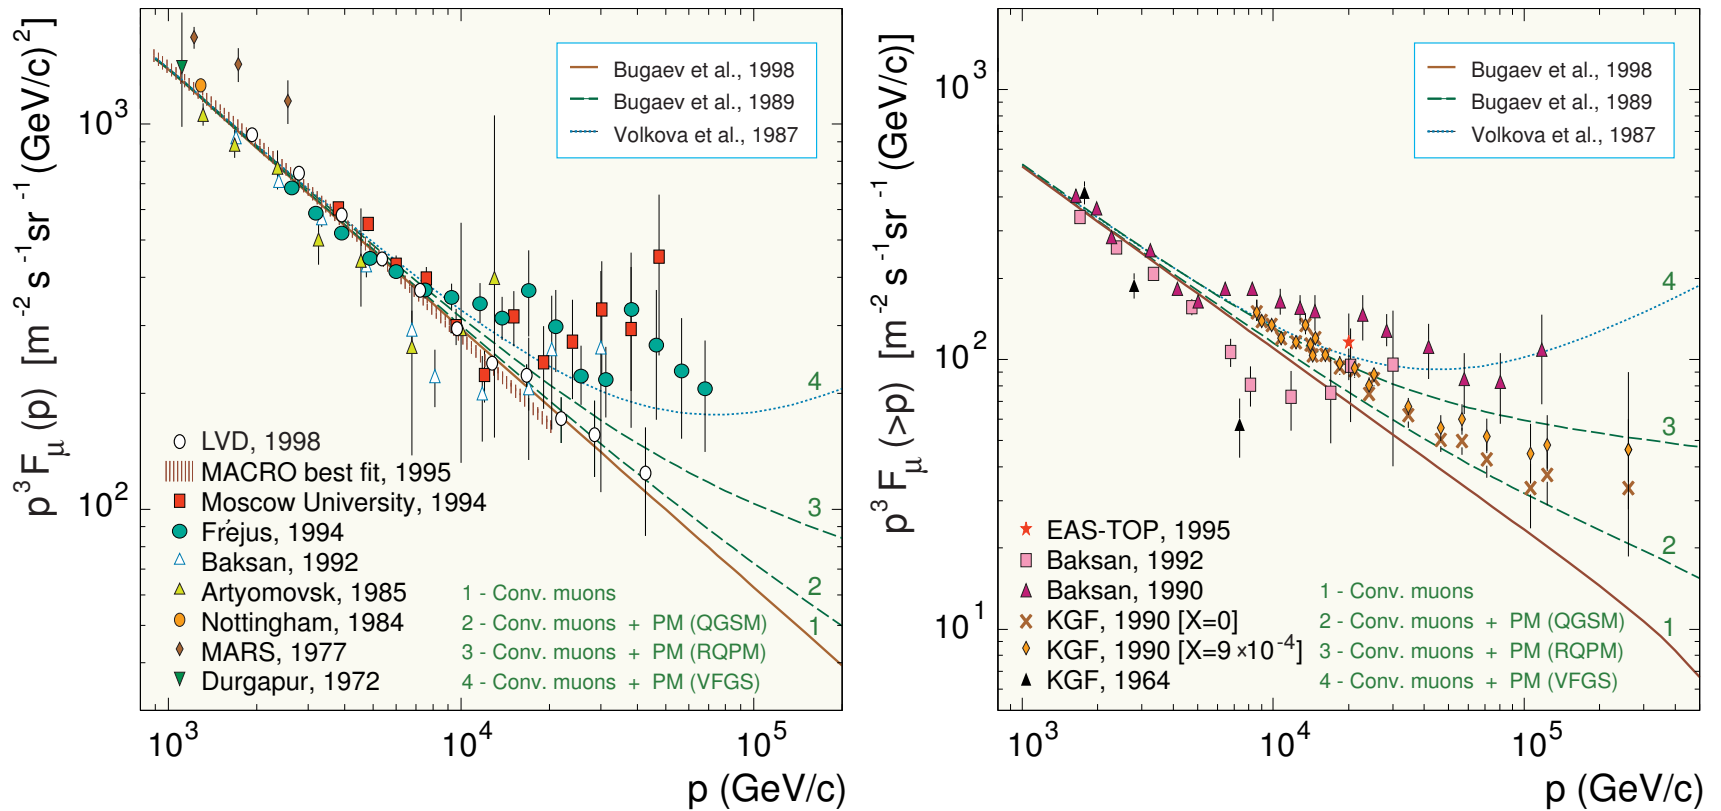 p³F_μ(p) [m⁻²s⁻¹sr⁻¹(GeV/c)²]
10³
10²
Bugaev et al., 1998
Bugaev et al., 1989
Volkova et al., 1987
4
3
2
1
LVD, 1998
MACRO best fit, 1995
Moscow University, 1994
Fréjus, 1994
Baksan, 1992
Artyomovsk, 1985
Nottingham, 1984
MARS, 1977
Durgapur, 1972
1 - Conv. muons
2 - Conv. muons + PM (QGSM)
3 - Conv. muons + PM (RQPM)
4 - Conv. muons + PM (VFGS)
10³ 10⁴ 10⁵
p (GeV/c)
p³F_μ(>p) [m⁻²s⁻¹sr⁻¹(GeV/c)]
10³
10²
10¹
Bugaev et al., 1998
Bugaev et al., 1989
Volkova et al., 1987
4
3
2
1
EAS-TOP, 1995
Baksan, 1992
Baksan, 1990
KGF, 1990 [X=0]
KGF, 1990 [X=9×10⁻⁴]
KGF, 1964
1 - Conv. muons
2 - Conv. muons + PM (QGSM)
3 - Conv. muons + PM (RQPM)
4 - Conv. muons + PM (VFGS)
10³ 10⁴ 10⁵
p (GeV/c)